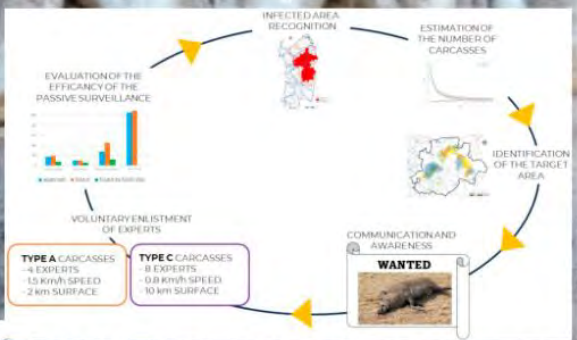 INFECTED AREA
RECOGNITION
ESTIMATION OF
THE NUMBER OF
CARCASSES
IDENTIFICATION
OF THE TARGET
AREA
COMMUNICATION AND
AWARENESS
WANTED
VOLUNTARY ENLISTMENT
OF EXPERTS
TYPE A CARCASSES
- 4 EXPERTS
- 1.5 Km/h SPEED
- 2 km SURFACE
TYPE C CARCASSES
- 8 EXPERTS
- 0.8 Km/h SPEED
- 10 km SURFACE
EVALUATION OF THE
EFFICANCY OF THE
PASSIVE SURVEILLANCE